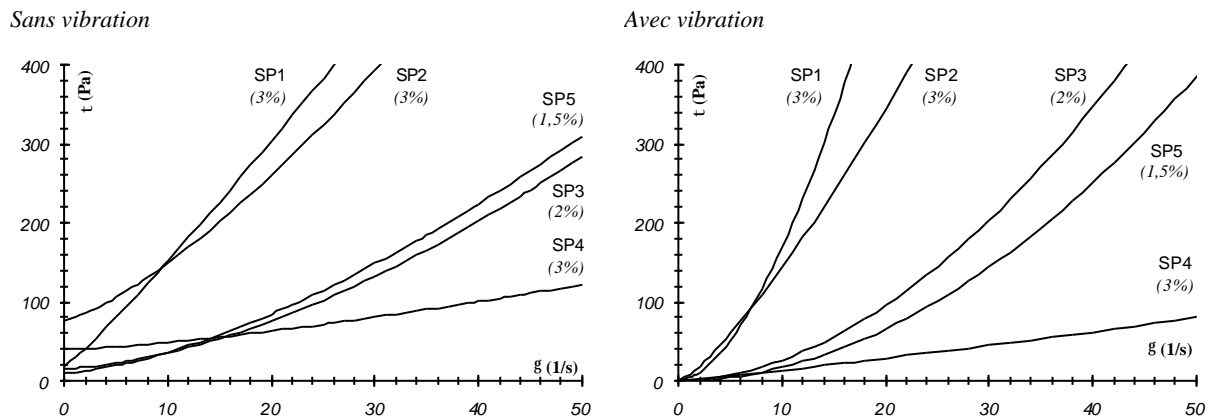 Sans vibration
400
300
200
100
0
t (Pa)
SP1
(3%)
SP2
(3%)
SP5
(1,5%)
SP3
(2%)
SP4
(3%)
g (1/s)
0 10 20 30 40 50
Avec vibration
400
300
200
100
0
t (Pa)
SP1
(3%)
SP2
(3%)
SP3
(2%)
SP5
(1,5%)
SP4
(3%)
g (1/s)
0 10 20 30 40 50